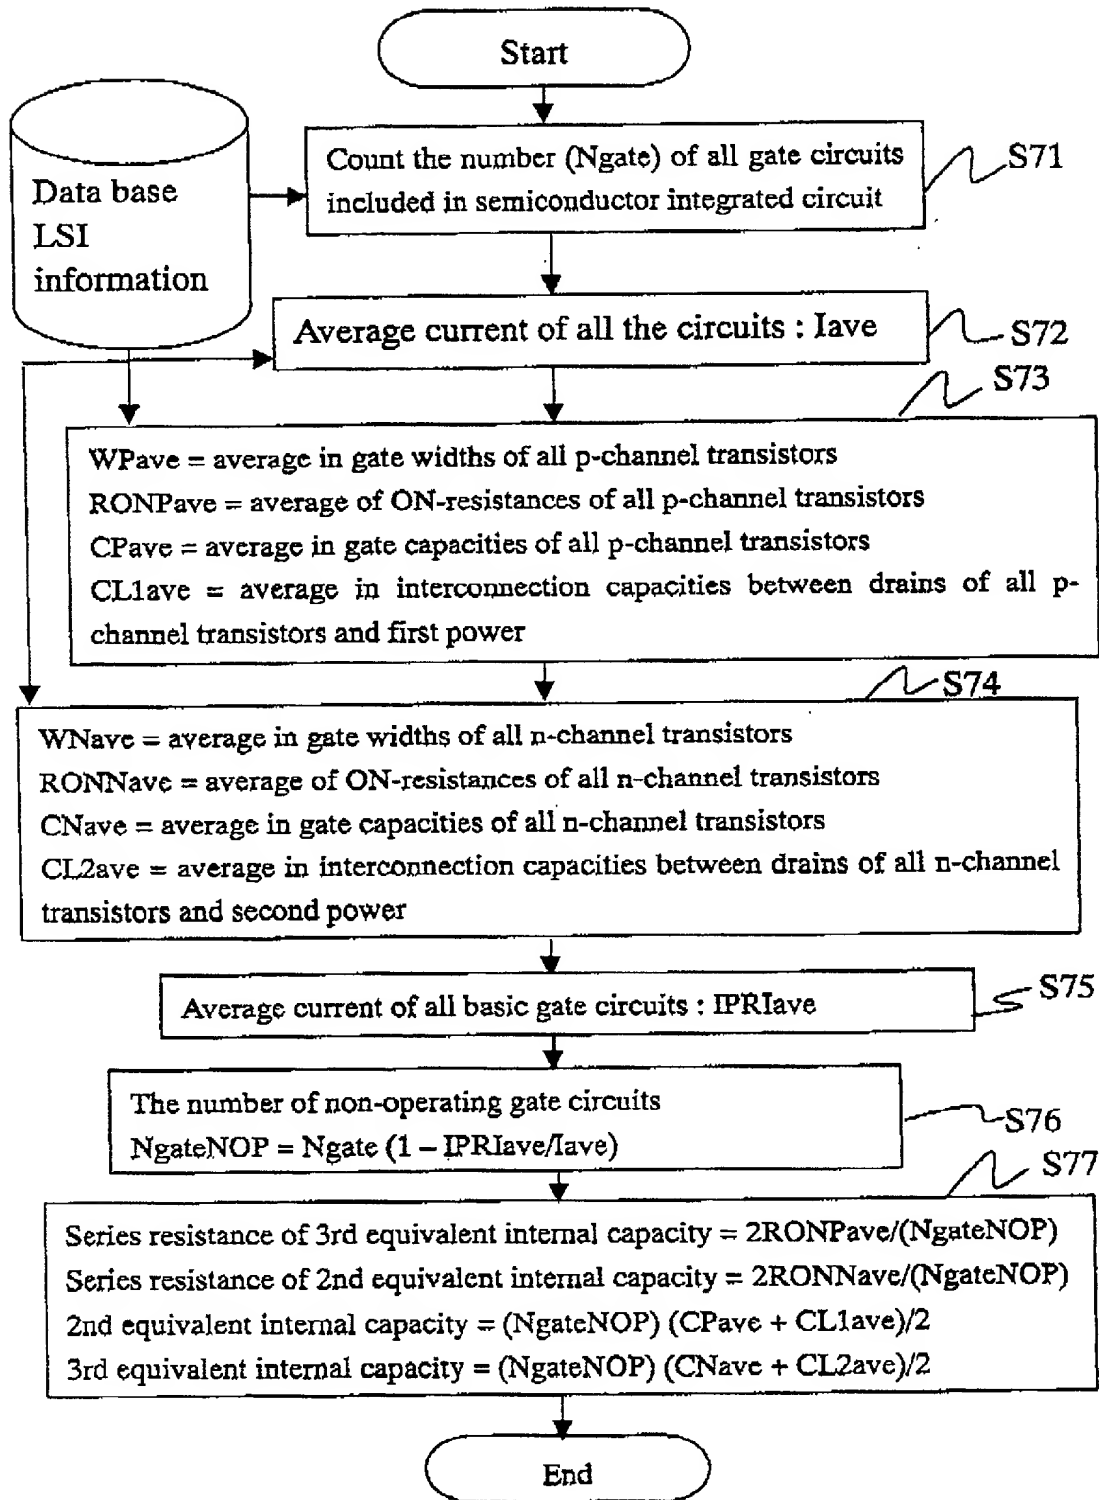 Start
Data base
LSI
information
Count the number (Ngate) of all gate circuits
included in semiconductor integrated circuit
S71
Average current of all the circuits : Iave
S72
S73
WPave = average in gate widths of all p-channel transistors
RONPave = average of ON-resistances of all p-channel transistors
CPave = average in gate capacities of all p-channel transistors
CL1ave = average in interconnection capacities between drains of all p-
channel transistors and first power
S74
WNave = average in gate widths of all n-channel transistors
RONNave = average of ON-resistances of all n-channel transistors
CNave = average in gate capacities of all n-channel transistors
CL2ave = average in interconnection capacities between drains of all n-channel
transistors and second power
Average current of all basic gate circuits : IPRIave
S75
The number of non-operating gate circuits
NgateNOP = Ngate (1 – IPRIave/Iave)
S76
S77
Series resistance of 3rd equivalent internal capacity = 2RONPave/(NgateNOP)
Series resistance of 2nd equivalent internal capacity = 2RONNave/(NgateNOP)
2nd equivalent internal capacity = (NgateNOP) (CPave + CL1ave)/2
3rd equivalent internal capacity = (NgateNOP) (CNave + CL2ave)/2
End